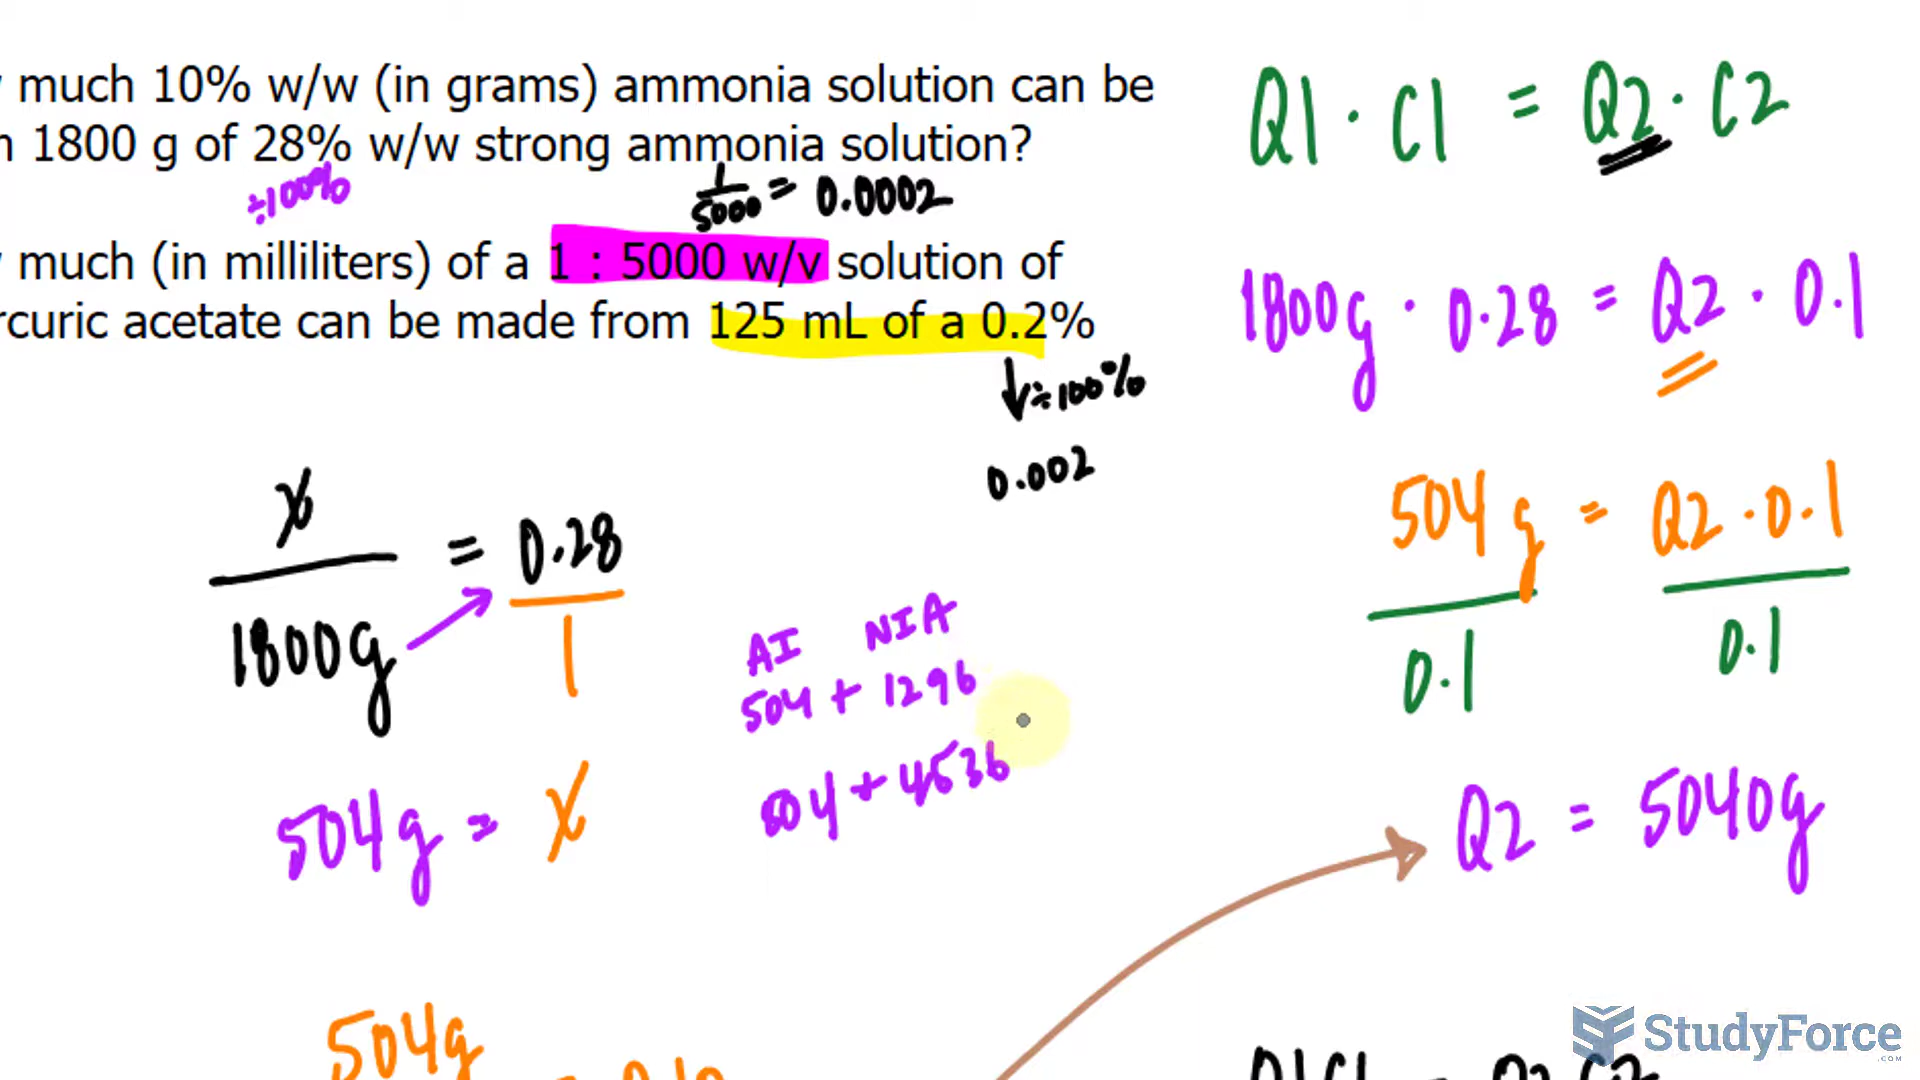 much 10% w/w (in grams) ammonia solution can be
1800 g of 28% w/w strong ammonia solution?
÷100%
1/5000 = 0.0002
much (in milliliters) of a 1 : 5000 w/v solution of
rcuric acetate can be made from 125 mL of a 0.2%
÷100%
0.002
x/1800g = 0.28/1
504g = x
AI NIA
504 + 1296
504 + 4536
504g
Q1 · C1 = Q2 · C2
1800g · 0.28 = Q2 · 0.1
504 g = Q2 · 0.1
0.1 0.1
Q2 = 5040g
StudyForce
.COM